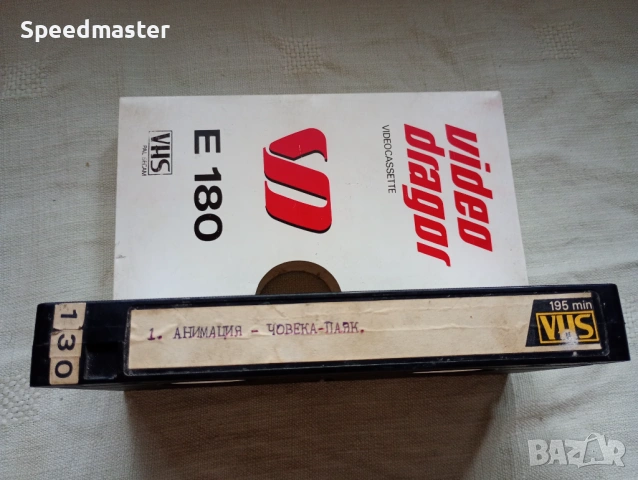 Speedmaster
video
dragor
VIDEOCASSETTE
E 180
VHS
PAL SECAM
195 min
VHS
1. АНИМАЦИЯ - ЧОВЕКА-ПАЯК.
1 3 0
BAZAR